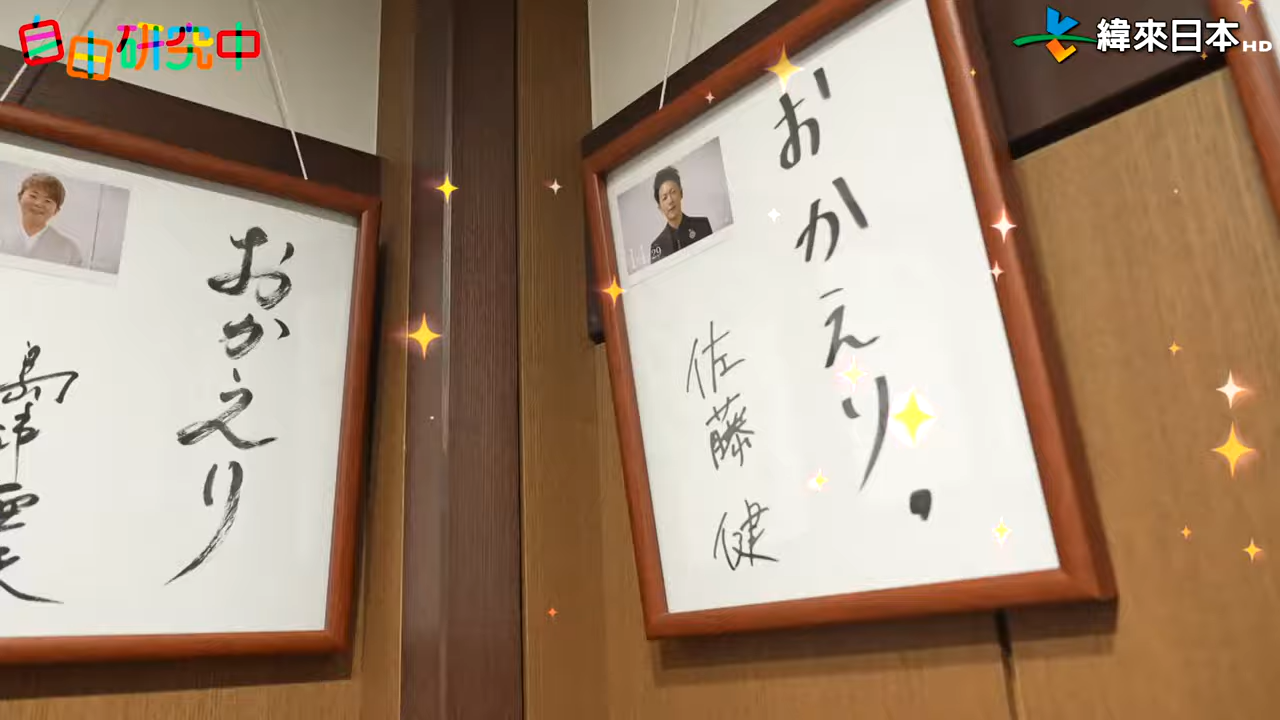 自由研究中
緯來日本HD
おかえり
おかえり.
佐藤
健